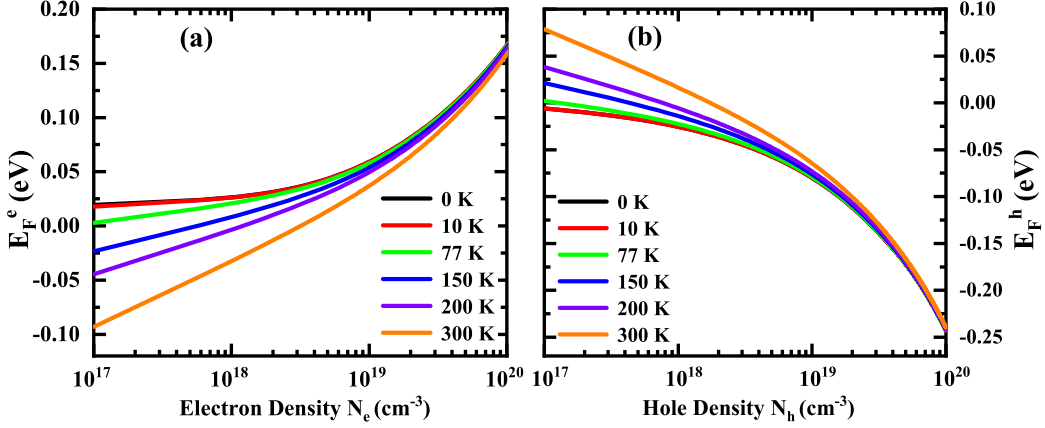 (a)
0.20
0.15
0.10
0.05
0.00
-0.05
-0.10
E_F^e (eV)
0 K
10 K
77 K
150 K
200 K
300 K
10^17
10^18
10^19
10^20
Electron Density N_e (cm^-3)
(b)
0 K
10 K
77 K
150 K
200 K
300 K
10^17
10^18
10^19
10^20
Hole Density N_h (cm^-3)
0.10
0.05
0.00
-0.05
-0.10
-0.15
-0.20
-0.25
E_F^h (eV)